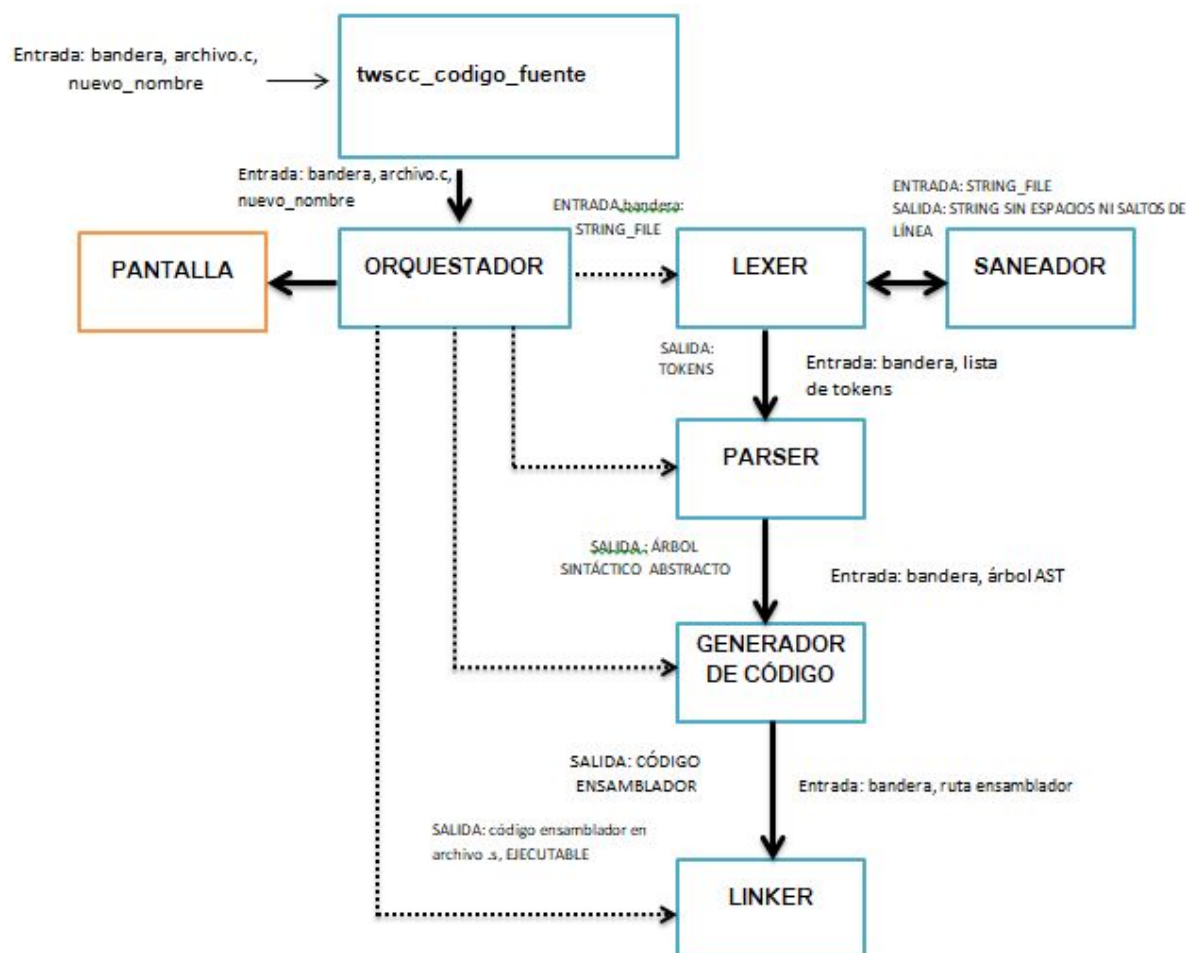 Entrada: bandera, archivo.c,
nuevo_nombre
twscc_codigo_fuente
Entrada: bandera, archivo.c,
nuevo_nombre
ENTRADA,bandera:
STRING_FILE
ENTRADA: STRING_FILE
SALIDA: STRING SIN ESPACIOS NI SALTOS DE
LÍNEA
PANTALLA
ORQUESTADOR
LEXER
SANEADOR
SALIDA:
TOKENS
Entrada: bandera, lista
de tokens
PARSER
SALIDA : ÁRBOL
SINTÁCTICO ABSTRACTO
Entrada: bandera, árbol AST
GENERADOR
DE CÓDIGO
SALIDA: CÓDIGO
ENSAMBLADOR
Entrada: bandera, ruta ensamblador
SALIDA: código ensamblador en
archivo .s, EJECUTABLE
LINKER